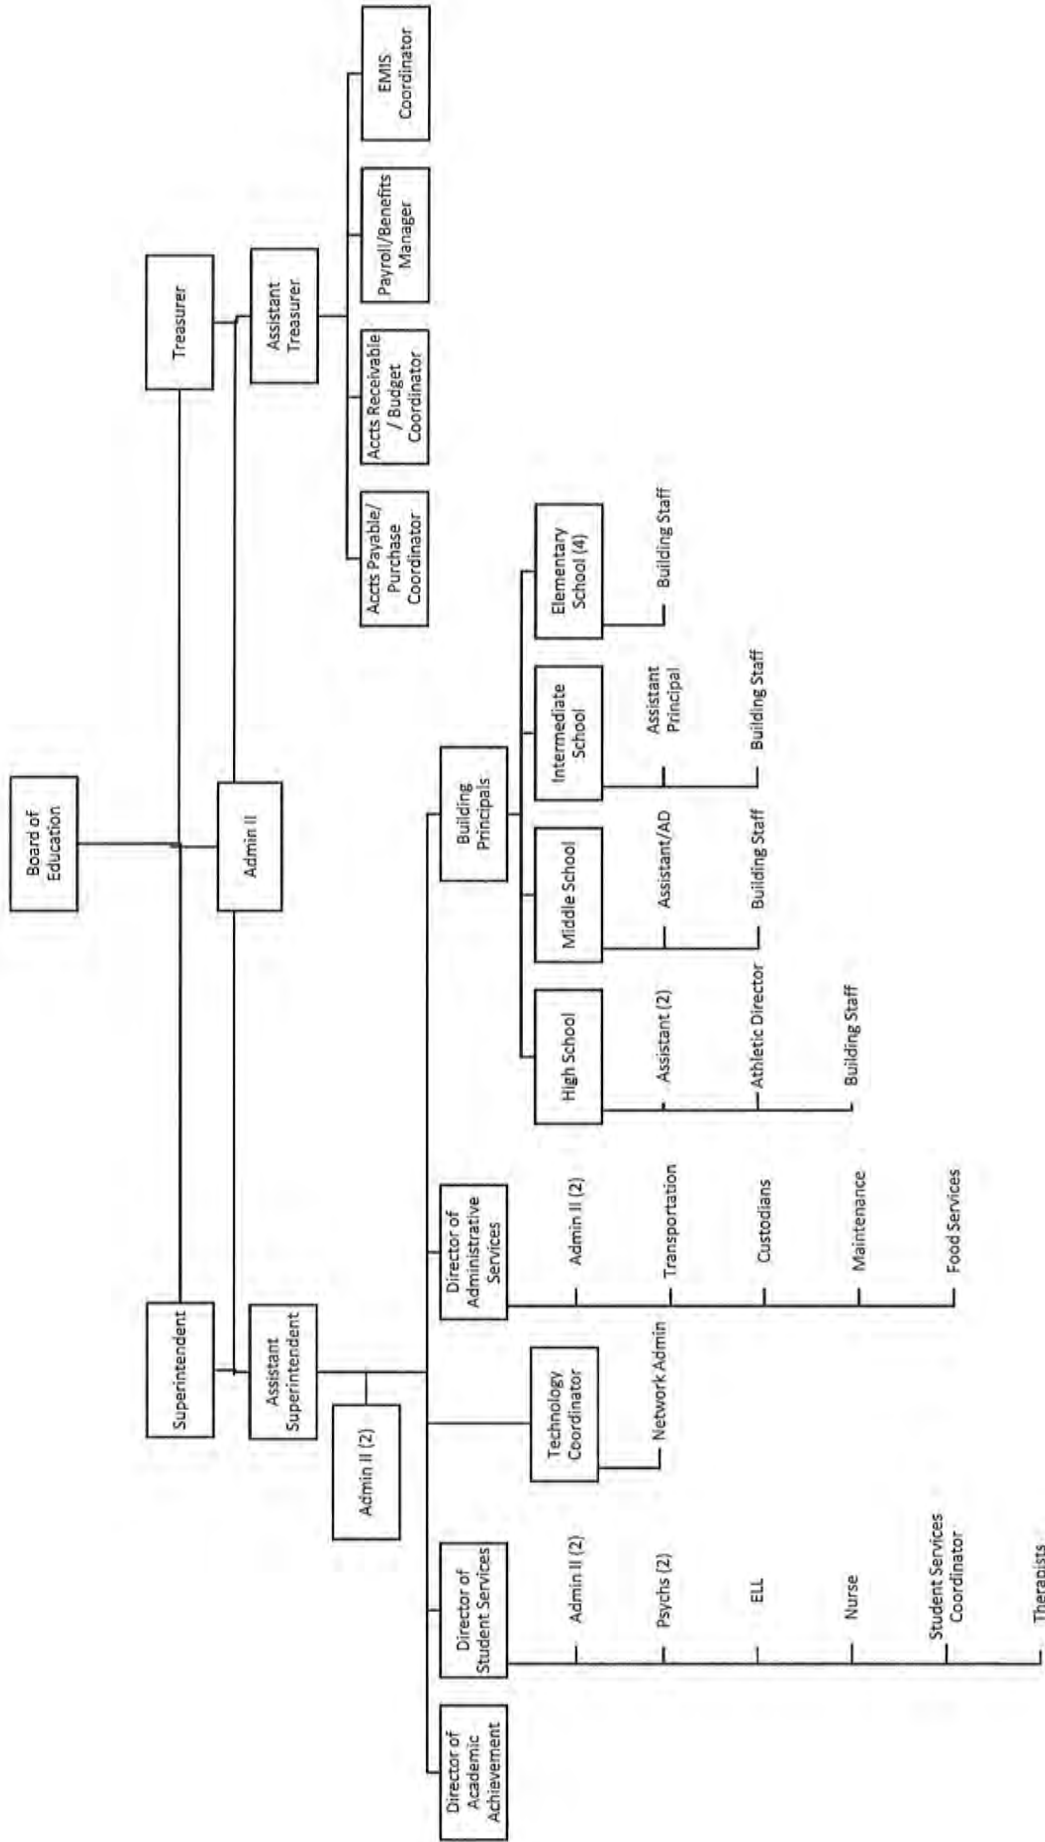 Board of
Education
Superintendent
Treasurer
Admin II
Assistant
Superintendent
Assistant
Treasurer
Admin II (2)
Accts Payable/
Purchase
Coordinator
Accts Receivable
/ Budget
Coordinator
Payroll/Benefits
Manager
EMIS
Coordinator
Director of
Academic
Achievement
Director of
Student Services
Admin II (2)
Psychs (2)
ELL
Nurse
Student Services
Coordinator
Therapists
Technology
Coordinator
Network Admin
Director of
Administrative
Services
Admin II (2)
Transportation
Custodians
Maintenance
Food Services
Building
Principals
High School
Assistant (2)
Athletic Director
Building Staff
Middle School
Assistant/AD
Building Staff
Intermediate
School
Assistant
Principal
Building Staff
Elementary
School (4)
Building Staff